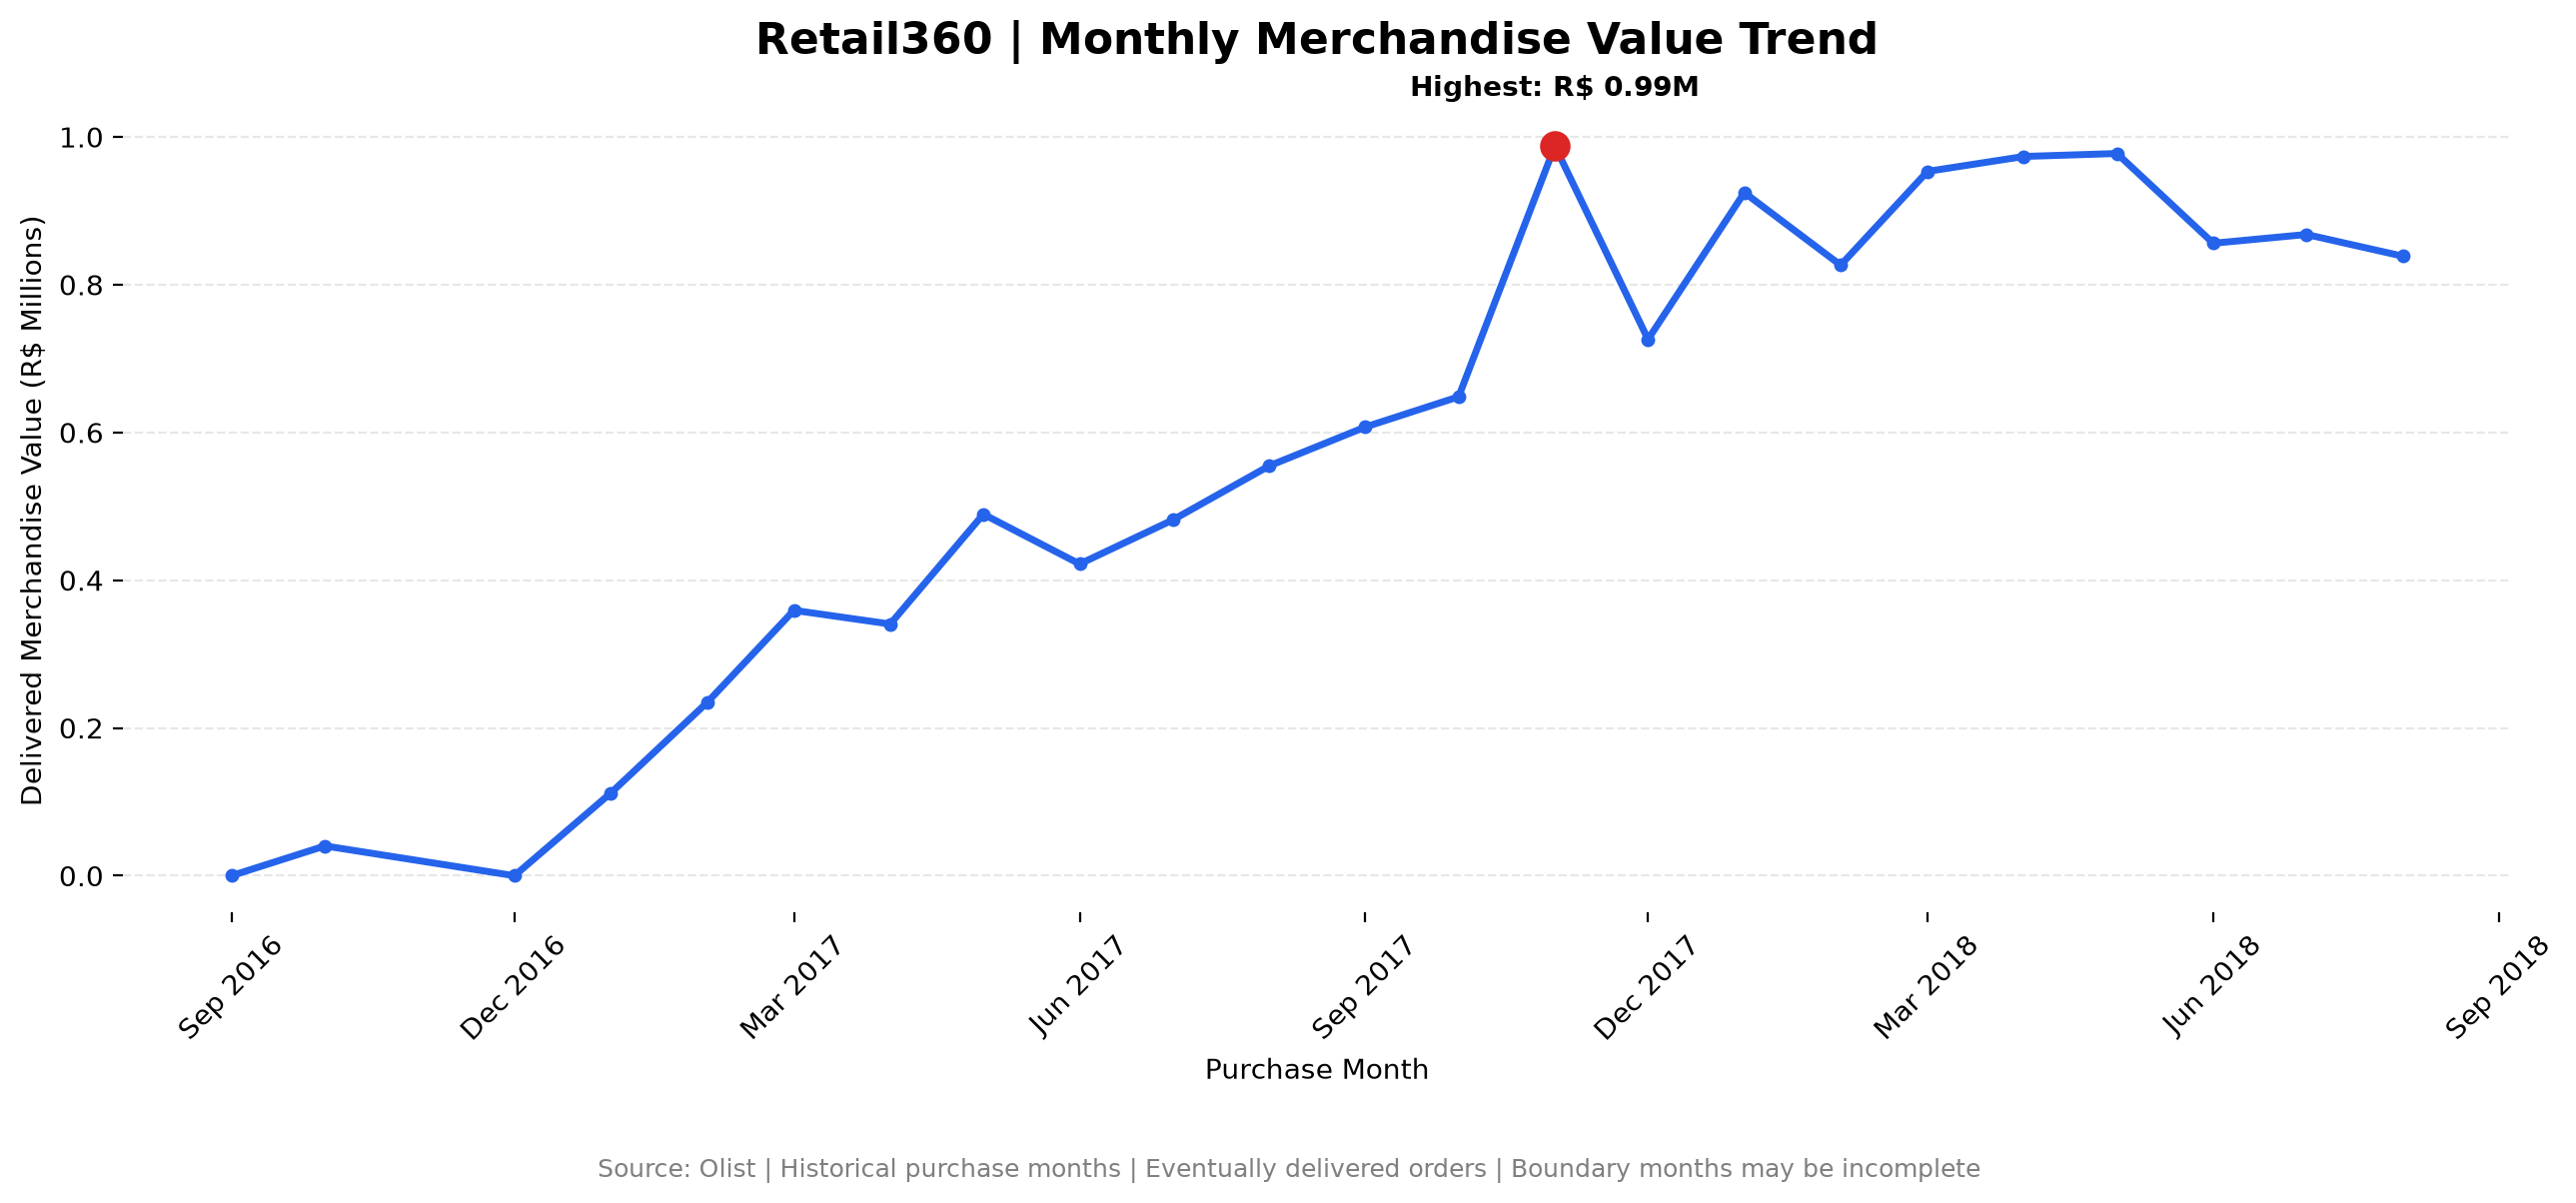 Retail360 | Monthly Merchandise Value Trend
Highest: R$ 0.99M
Delivered Merchandise Value (R$ Millions)
1.0
0.8
0.6
0.4
0.2
0.0
Sep 2016
Dec 2016
Mar 2017
Jun 2017
Sep 2017
Dec 2017
Mar 2018
Jun 2018
Sep 2018
Purchase Month
Source: Olist | Historical purchase months | Eventually delivered orders | Boundary months may be incomplete